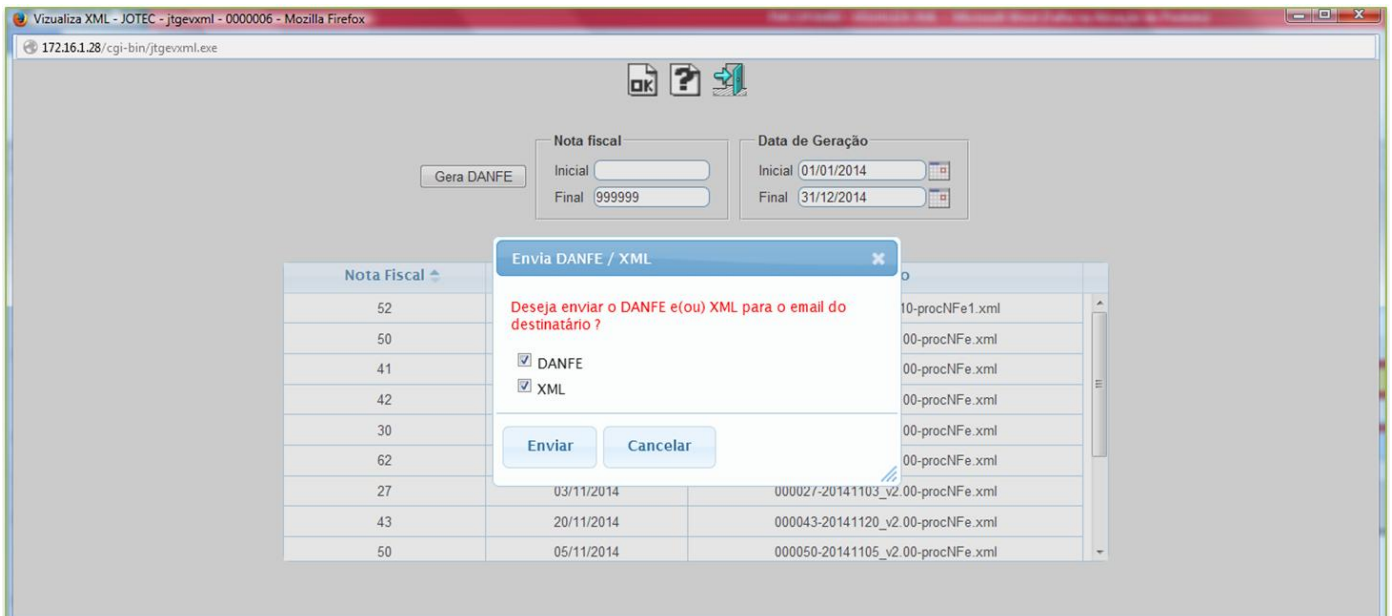 Vizualiza XML - JOTEC - jtgevxml - 0000006 - Mozilla Firefox
172.16.1.28/cgi-bin/jtgevxml.exe
OK ?
Nota fiscal
Data de Geração
Gera DANFE
Inicial
Inicial 01/01/2014
Final 999999
Final 31/12/2014
Envia DANFE / XML
Nota Fiscal
o
Deseja enviar o DANFE e(ou) XML para o email do
destinatário ?
DANFE
XML
Enviar Cancelar
52 10-procNFe1.xml
50 00-procNFe.xml
41 00-procNFe.xml
42 00-procNFe.xml
30 00-procNFe.xml
62 00-procNFe.xml
27 03/11/2014 000027-20141103_v2.00-procNFe.xml
43 20/11/2014 000043-20141120_v2.00-procNFe.xml
50 05/11/2014 000050-20141105_v2.00-procNFe.xml